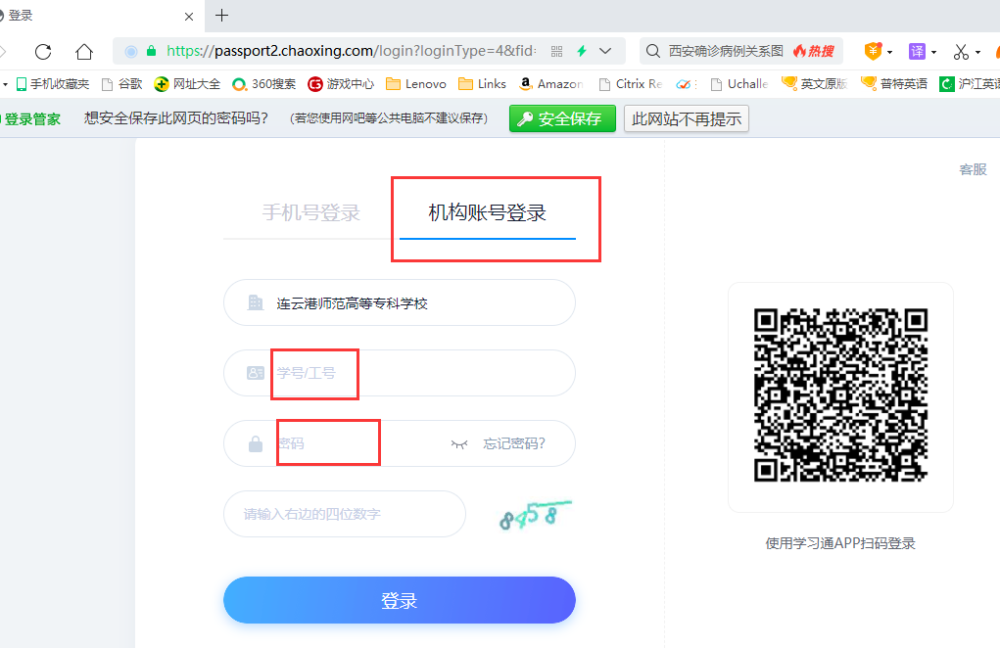 登录
https://passport2.chaoxing.com/login?loginType=4&fid=
西安确诊病例关系图 热搜
译
手机收藏夹 谷歌 网址大全 360搜索 游戏中心 Lenovo Links Amazon Citrix Re Uchalle 英文原版 普特英语 沪江英语
登录管家 想安全保存此网页的密码吗? (若您使用网吧等公共电脑不建议保存) 安全保存 此网站不再提示
客服
手机号登录 机构账号登录
连云港师范高等专科学校
学号/工号
密码 忘记密码?
请输入右边的四位数字 8458
使用学习通APP扫码登录
登录